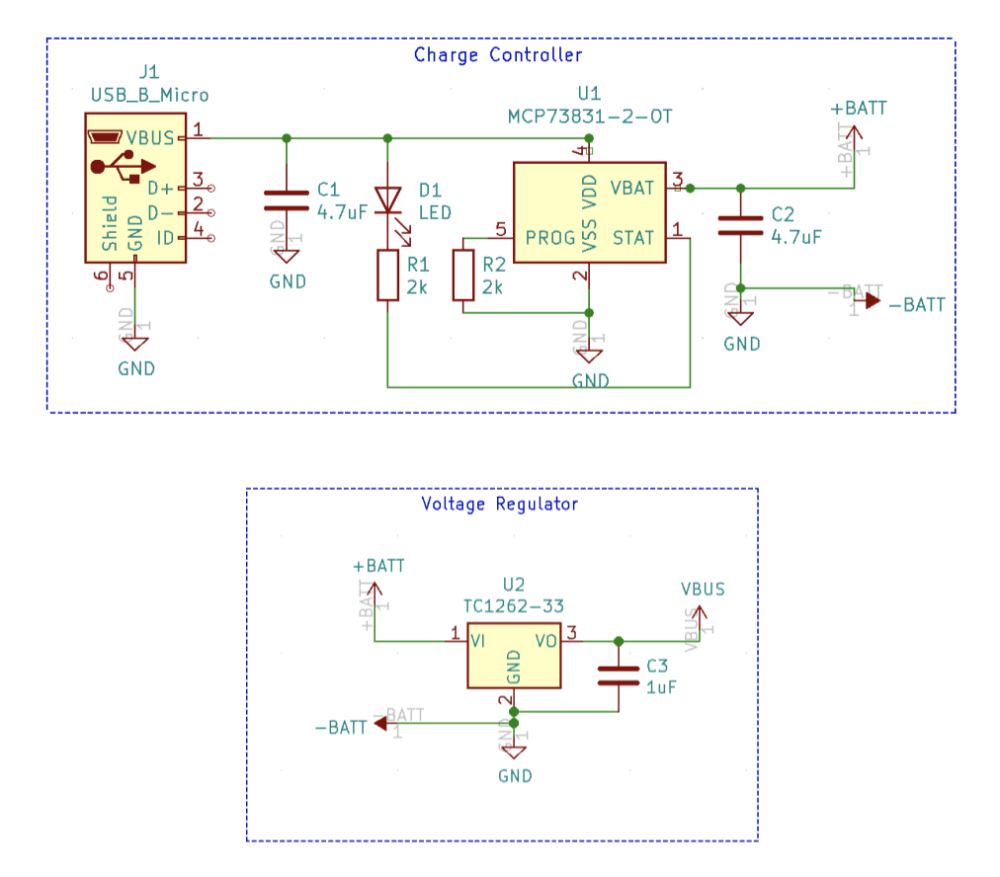 Charge Controller
J1
USB_B_Micro
VBUS 1
D+ 3
D- 2
ID 4
Shield
GND
6
5
GND
1
GND
C1
4.7uF
GND
1
GND
D1
LED
R1
2k
R2
2k
U1
MCP73831-2-OT
4
VDD
VBAT 3
5 PROG
STAT 1
VSS
2
GND
1
GND
+BATT
+BATT
1
C2
4.7uF
GND
1
GND
-BATT
1
-BATT
Voltage Regulator
+BATT
+BATT
1
U2
TC1262-33
1 VI
VO 3
GND
2
VBUS
VBUS
1
C3
1uF
-BATT
-BATT
1
GND
1
GND